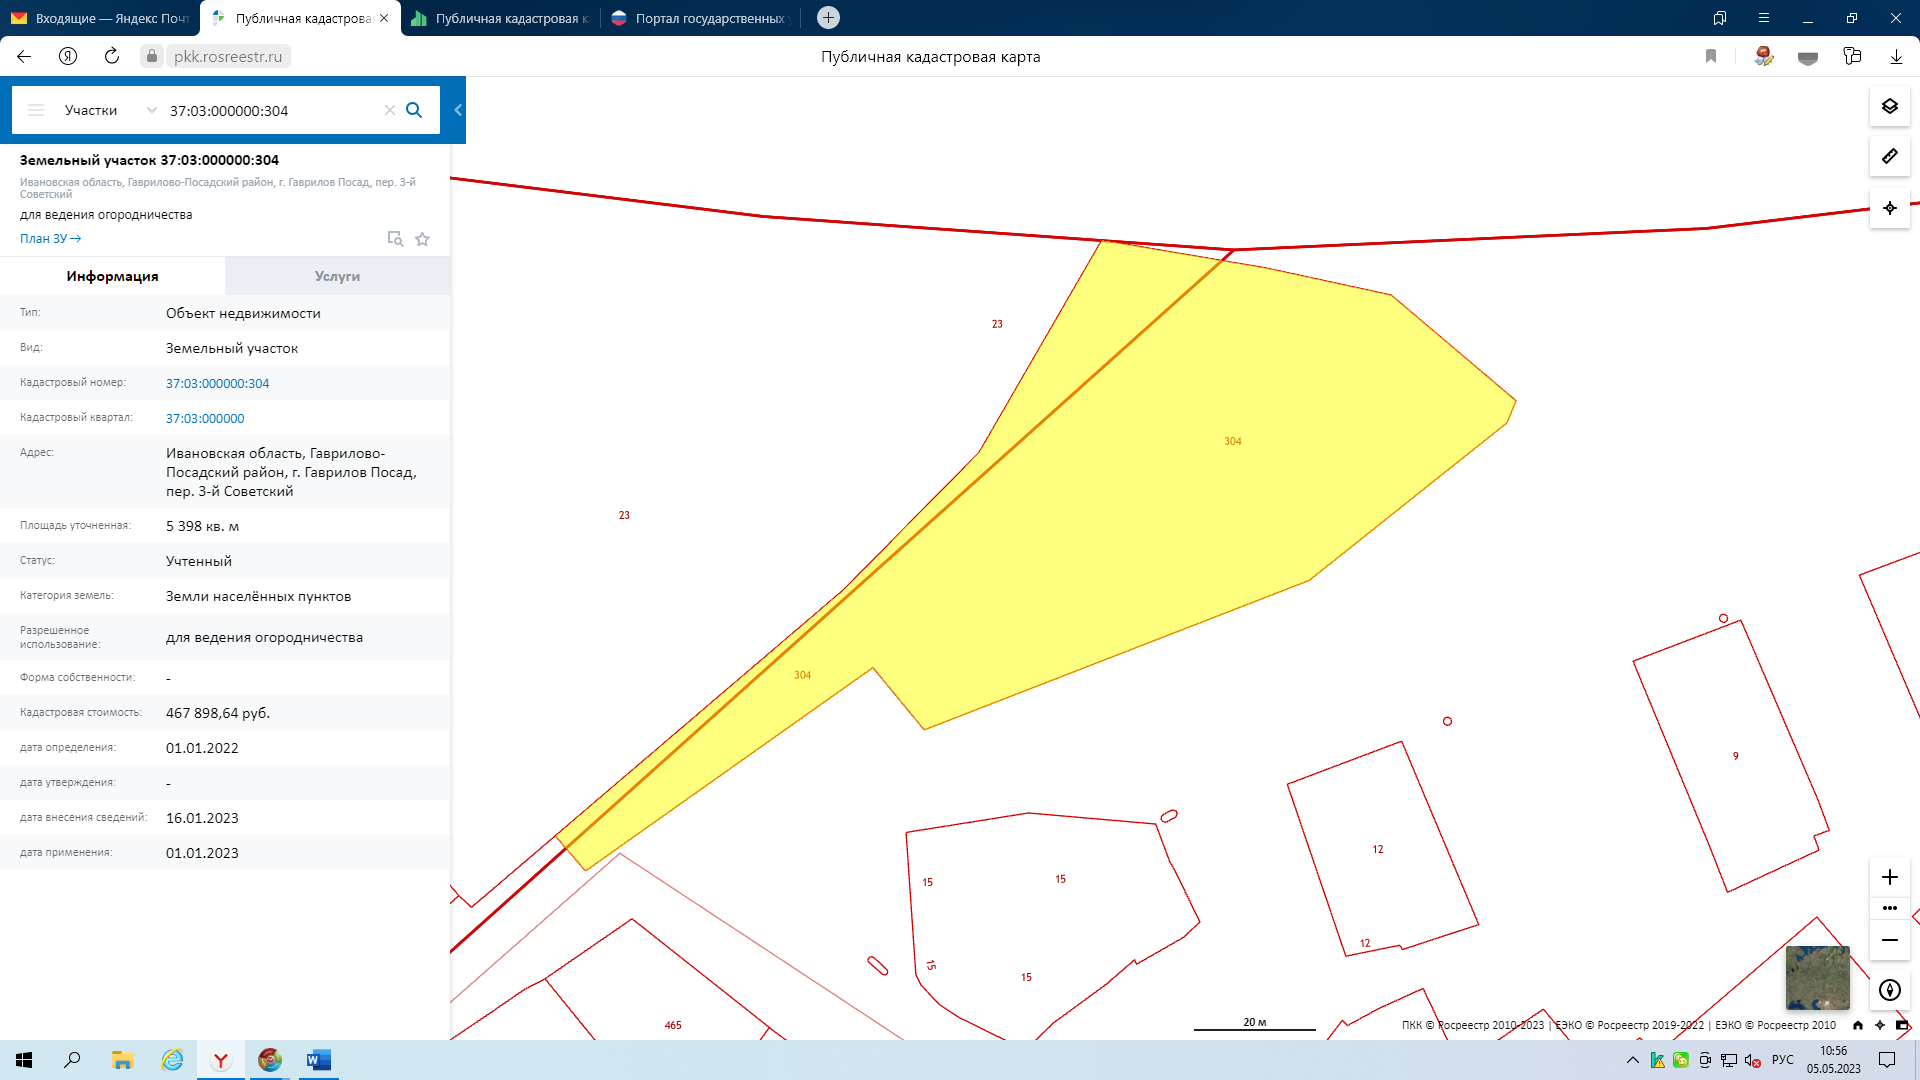 Входящие — Яндекс Почт
Публичная кадастрова
Публичная кадастровая к
Портал государственных
pkk.rosreestr.ru
Публичная кадастровая карта
Участки
37:03:000000:304
Земельный участок 37:03:000000:304
Ивановская область, Гаврилово-Посадский район, г. Гаврилов Посад, пер. 3-й
Советский
для ведения огородничества
План ЗУ →
Информация
Услуги
Тип: Объект недвижимости
Вид: Земельный участок
Кадастровый номер: 37:03:000000:304
Кадастровый квартал: 37:03:000000
Адрес: Ивановская область, Гаврилово-
Посадский район, г. Гаврилов Посад,
пер. 3-й Советский
Площадь уточненная: 5 398 кв. м
Статус: Учтенный
Категория земель: Земли населённых пунктов
Разрешенное
использование: для ведения огородничества
Форма собственности: -
Кадастровая стоимость: 467 898,64 руб.
дата определения: 01.01.2022
дата утверждения: -
дата внесения сведений: 16.01.2023
дата применения: 01.01.2023
23
304
23
304
9
12
15
15
12
15
15
465
20 м
ПКК © Росреестр 2010-2023 | ЕЭКО © Росреестр 2019-2022 | ЕЭКО © Росреестр 2010
РУС
10:56
05.05.2023